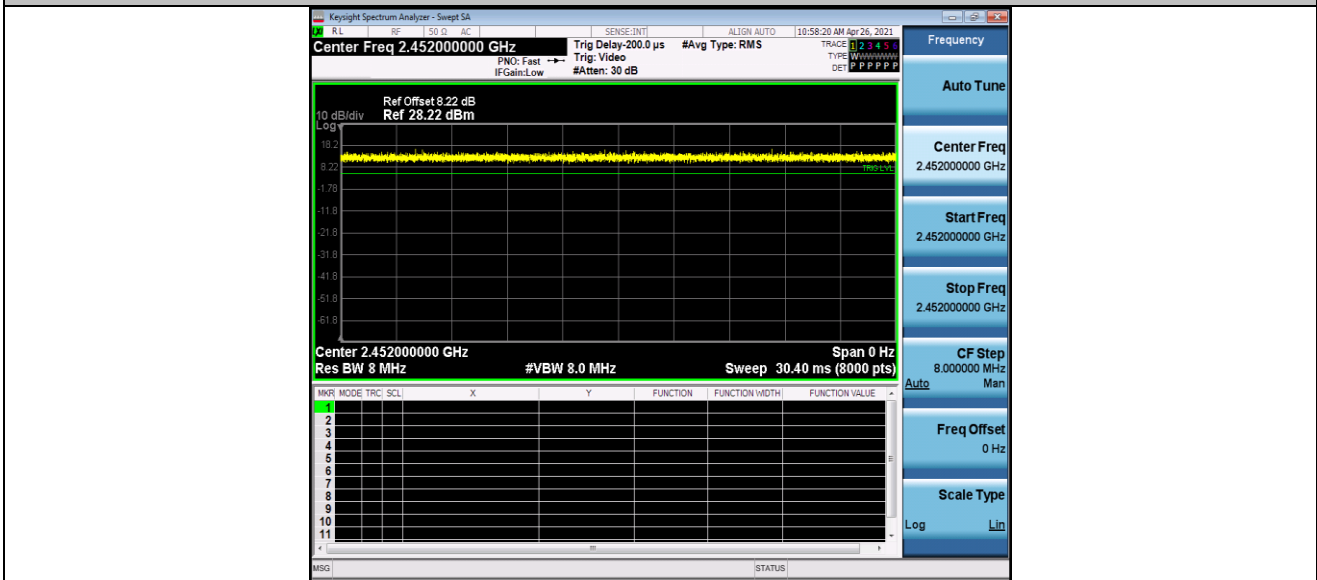 Keysight Spectrum Analyzer - Swept SA
RL RF 50 Ω AC SENSE:INT ALIGN AUTO 10:58:20 AM Apr 26, 2021
Center Freq 2.452000000 GHz
PNO: Fast
IFGain:Low
Trig Delay-200.0 µs
Trig: Video
#Atten: 30 dB
#Avg Type: RMS
TRACE 1 2 3 4 5 6
TYPE WWWWWW
DET P P P P P P
Ref Offset 8.22 dB
10 dB/div Ref 28.22 dBm
Log
18.2
8.22
TRIG LVL
-1.78
-11.8
-21.8
-31.8
-41.8
-51.8
-61.8
Center 2.452000000 GHz Span 0 Hz
Res BW 8 MHz #VBW 8.0 MHz Sweep 30.40 ms (8000 pts)
MKR MODE TRC SCL X Y FUNCTION FUNCTION WIDTH FUNCTION VALUE
1
2
3
4
5
6
7
8
9
10
11
MSG STATUS
Frequency
Auto Tune
Center Freq
2.452000000 GHz
Start Freq
2.452000000 GHz
Stop Freq
2.452000000 GHz
CF Step
8.000000 MHz
Auto Man
Freq Offset
0 Hz
Scale Type
Log Lin